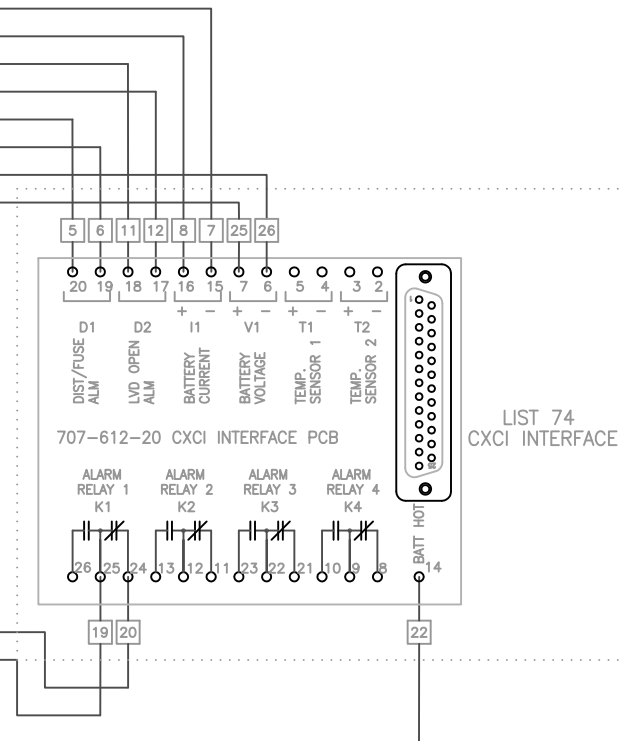 5 6 11 12 8 7 25 26
20 19 18 17 16 15 7 6 5 4 3 2
+ − + − + − + −
D1 D2 I1 V1 T1 T2
DIST/FUSE
ALM
LVD OPEN
ALM
BATTERY
CURRENT
BATTERY
VOLTAGE
TEMP.
SENSOR 1
TEMP.
SENSOR 2
LIST 74
CXCI INTERFACE
707-612-20 CXCI INTERFACE PCB
ALARM
RELAY 1
K1
ALARM
RELAY 2
K2
ALARM
RELAY 3
K3
ALARM
RELAY 4
K4
BATT HOT
26 25 24 13 12 11 23 22 21 10 9 8 14
19 20 22